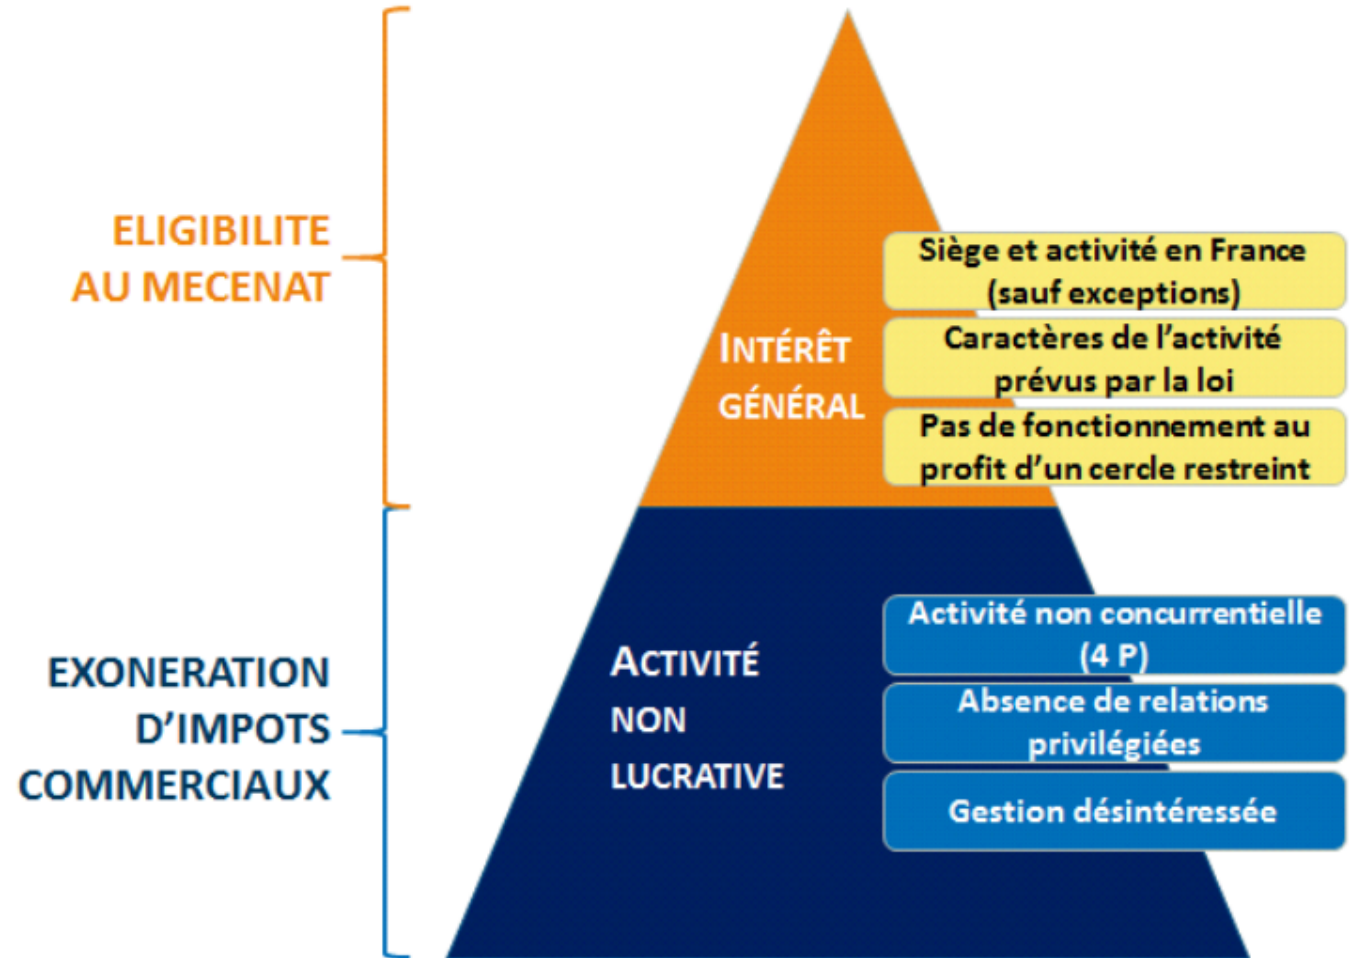 ELIGIBILITE
AU MECENAT
INTÉRÊT
GÉNÉRAL
Siège et activité en France
(sauf exceptions)
Caractères de l’activité
prévus par la loi
Pas de fonctionnement au
profit d’un cercle restreint
EXONERATION
D’IMPOTS
COMMERCIAUX
ACTIVITÉ
NON
LUCRATIVE
Activité non concurrentielle
(4 P)
Absence de relations
privilégiées
Gestion désintéressée